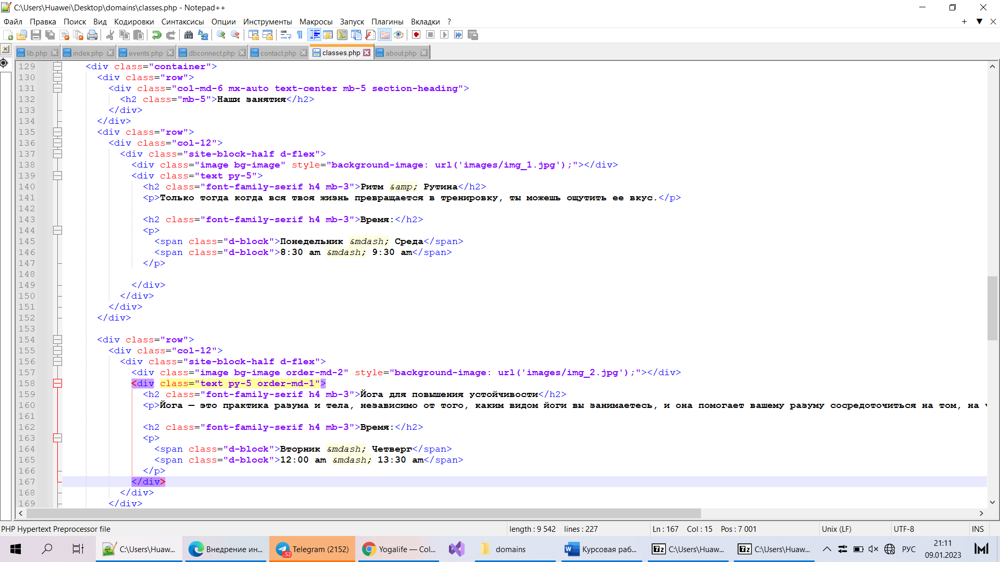 C:\Users\Huawei\Desktop\domains\classes.php - Notepad++
Файл Правка Поиск Вид Кодировки Синтаксисы Опции Инструменты Макросы Запуск Плагины Вкладки ?
lib.php index.php events.php dbconnect.php contact.php classes.php about.php
129 <div class="container">
130 <div class="row">
131 <div class="col-md-6 mx-auto text-center mb-5 section-heading">
132 <h2 class="mb-5">Наши занятия</h2>
133 </div>
134 </div>
135 <div class="row">
136 <div class="col-12">
137 <div class="site-block-half d-flex">
138 <div class="image bg-image" style="background-image: url('images/img_1.jpg');"></div>
139 <div class="text py-5">
140 <h2 class="font-family-serif h4 mb-3">Ритм &amp; Рутина</h2>
141 <p>Только тогда когда вся твоя жизнь превращается в тренировку, ты можешь ощутить ее вкус.</p>
142
143 <h2 class="font-family-serif h4 mb-3">Время:</h2>
144 <p>
145 <span class="d-block">Понедельник &mdash; Среда</span>
146 <span class="d-block">8:30 am &mdash; 9:30 am</span>
147 </p>
148
149 </div>
150 </div>
151 </div>
152 </div>
153
154 <div class="row">
155 <div class="col-12">
156 <div class="site-block-half d-flex">
157 <div class="image bg-image order-md-2" style="background-image: url('images/img_2.jpg');"></div>
158 <div class="text py-5 order-md-1">
159 <h2 class="font-family-serif h4 mb-3">Йога для повышения устойчивости</h2>
160 <p>Йога — это практика разума и тела, независимо от того, каким видом йоги вы занимаетесь, и она помогает вашему разуму сосредоточиться на том, на
161
162 <h2 class="font-family-serif h4 mb-3">Время:</h2>
163 <p>
164 <span class="d-block">Вторник &mdash; Четверг</span>
165 <span class="d-block">12:00 am &mdash; 13:30 am</span>
166 </p>
167 </div>
168 </div>
169 </div>
PHP Hypertext Preprocessor file length : 9 542 lines : 227 Ln : 167 Col : 15 Pos : 7 001 Unix (LF) UTF-8 INS
C:\Users\Huaw... Внедрение ин... Telegram (2152) Yogalife — Col... domains Курсовая раб... C:\Users\Huaw... C:\Users\Huaw... РУС 21:11
09.01.2023